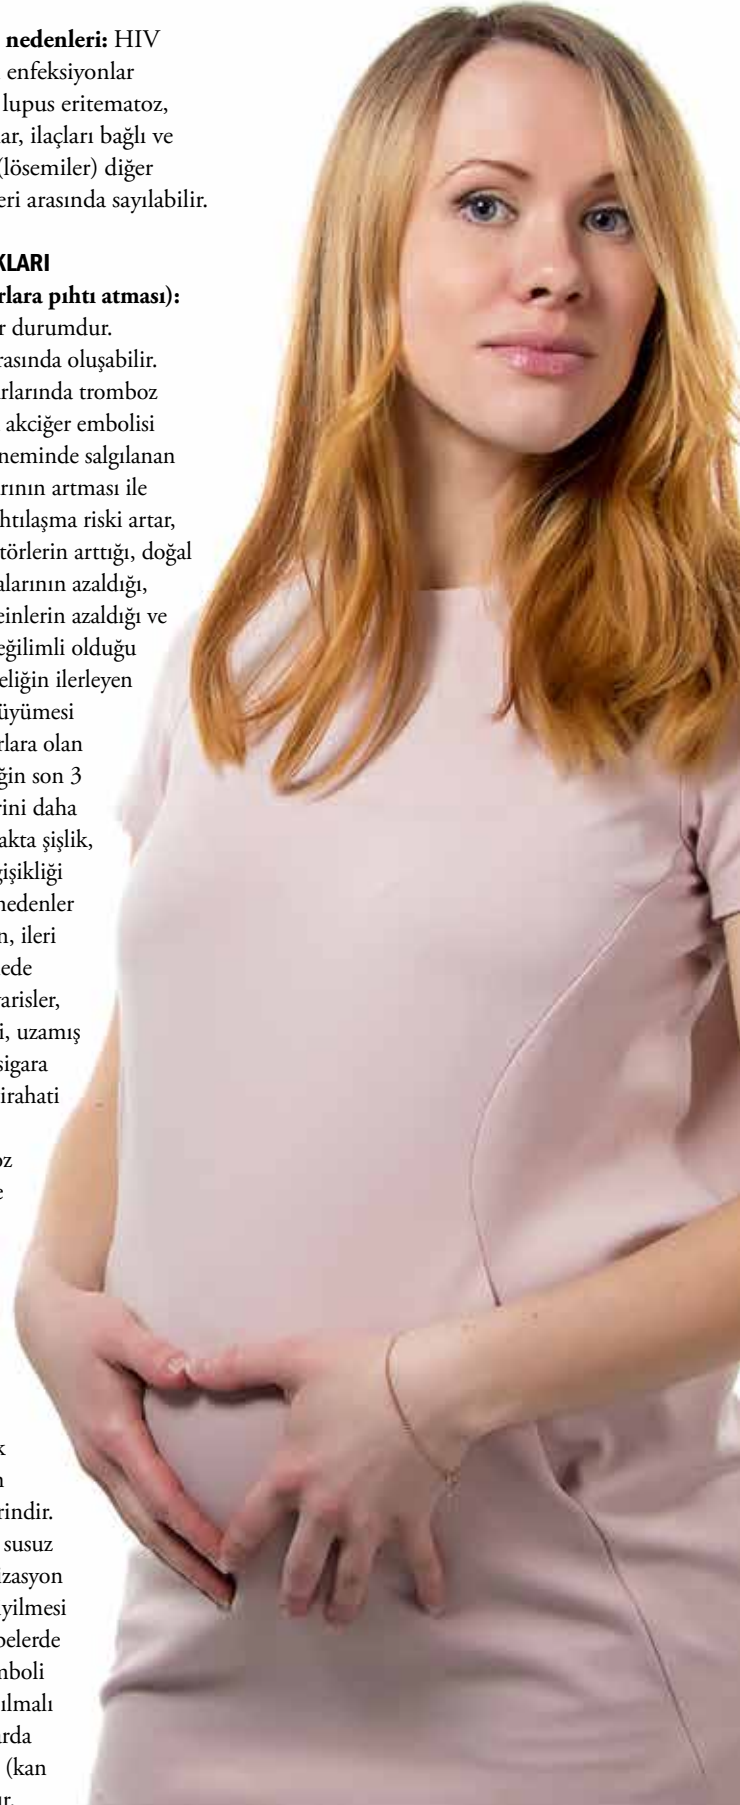 nedenleri: HIV
enfeksiyonlar
lupus eritematoz,
ar, ilaçları bağlı ve
(lösemiler) diğer
eri arasında sayılabilir.
KLARI
rlara pıhtı atması):
r durumdur.
rasında oluşabilir.
rlarında tromboz
akciğer embolisi
neminde salgılanan
rının artması ile
htılaşma riski artar,
törlerin arttığı, doğal
alarının azaldığı,
einlerin azaldığı ve
eğilimli olduğu
eliğin ilerleyen
üyümesi
rlara olan
ğin son 3
rini daha
akta şişlik,
ğişikliği
nedenler
n, ileri
ede
arisler,
i, uzamış
sigara
irahati
oz
e
k
n
rindir.
susuz
izasyon
yilmesi
belerde
mboli
ılmalı
arda
(kan
ır.